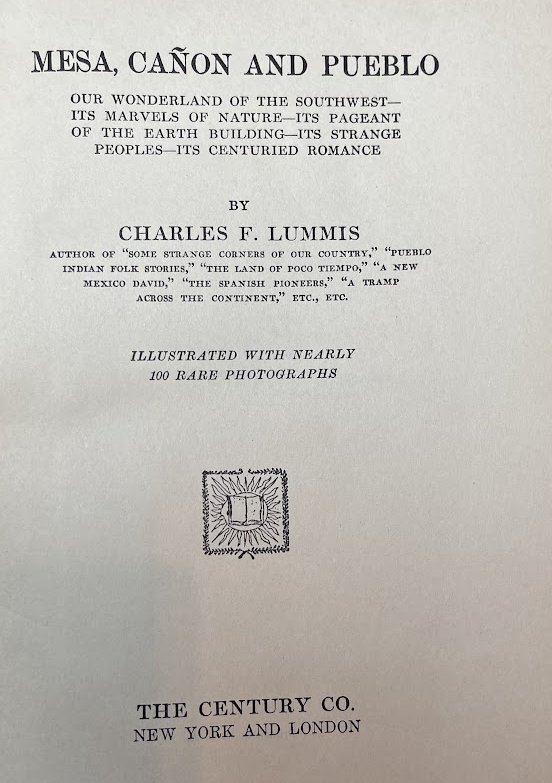 MESA, CAÑON AND PUEBLO
OUR WONDERLAND OF THE SOUTHWEST—
ITS MARVELS OF NATURE—ITS PAGEANT
OF THE EARTH BUILDING—ITS STRANGE
PEOPLES—ITS CENTURIED ROMANCE
BY
CHARLES F. LUMMIS
AUTHOR OF "SOME STRANGE CORNERS OF OUR COUNTRY," "PUEBLO
INDIAN FOLK STORIES," "THE LAND OF POCO TIEMPO," "A NEW
MEXICO DAVID," "THE SPANISH PIONEERS," "A TRAMP
ACROSS THE CONTINENT," ETC., ETC.
ILLUSTRATED WITH NEARLY
100 RARE PHOTOGRAPHS
THE CENTURY CO.
NEW YORK AND LONDON